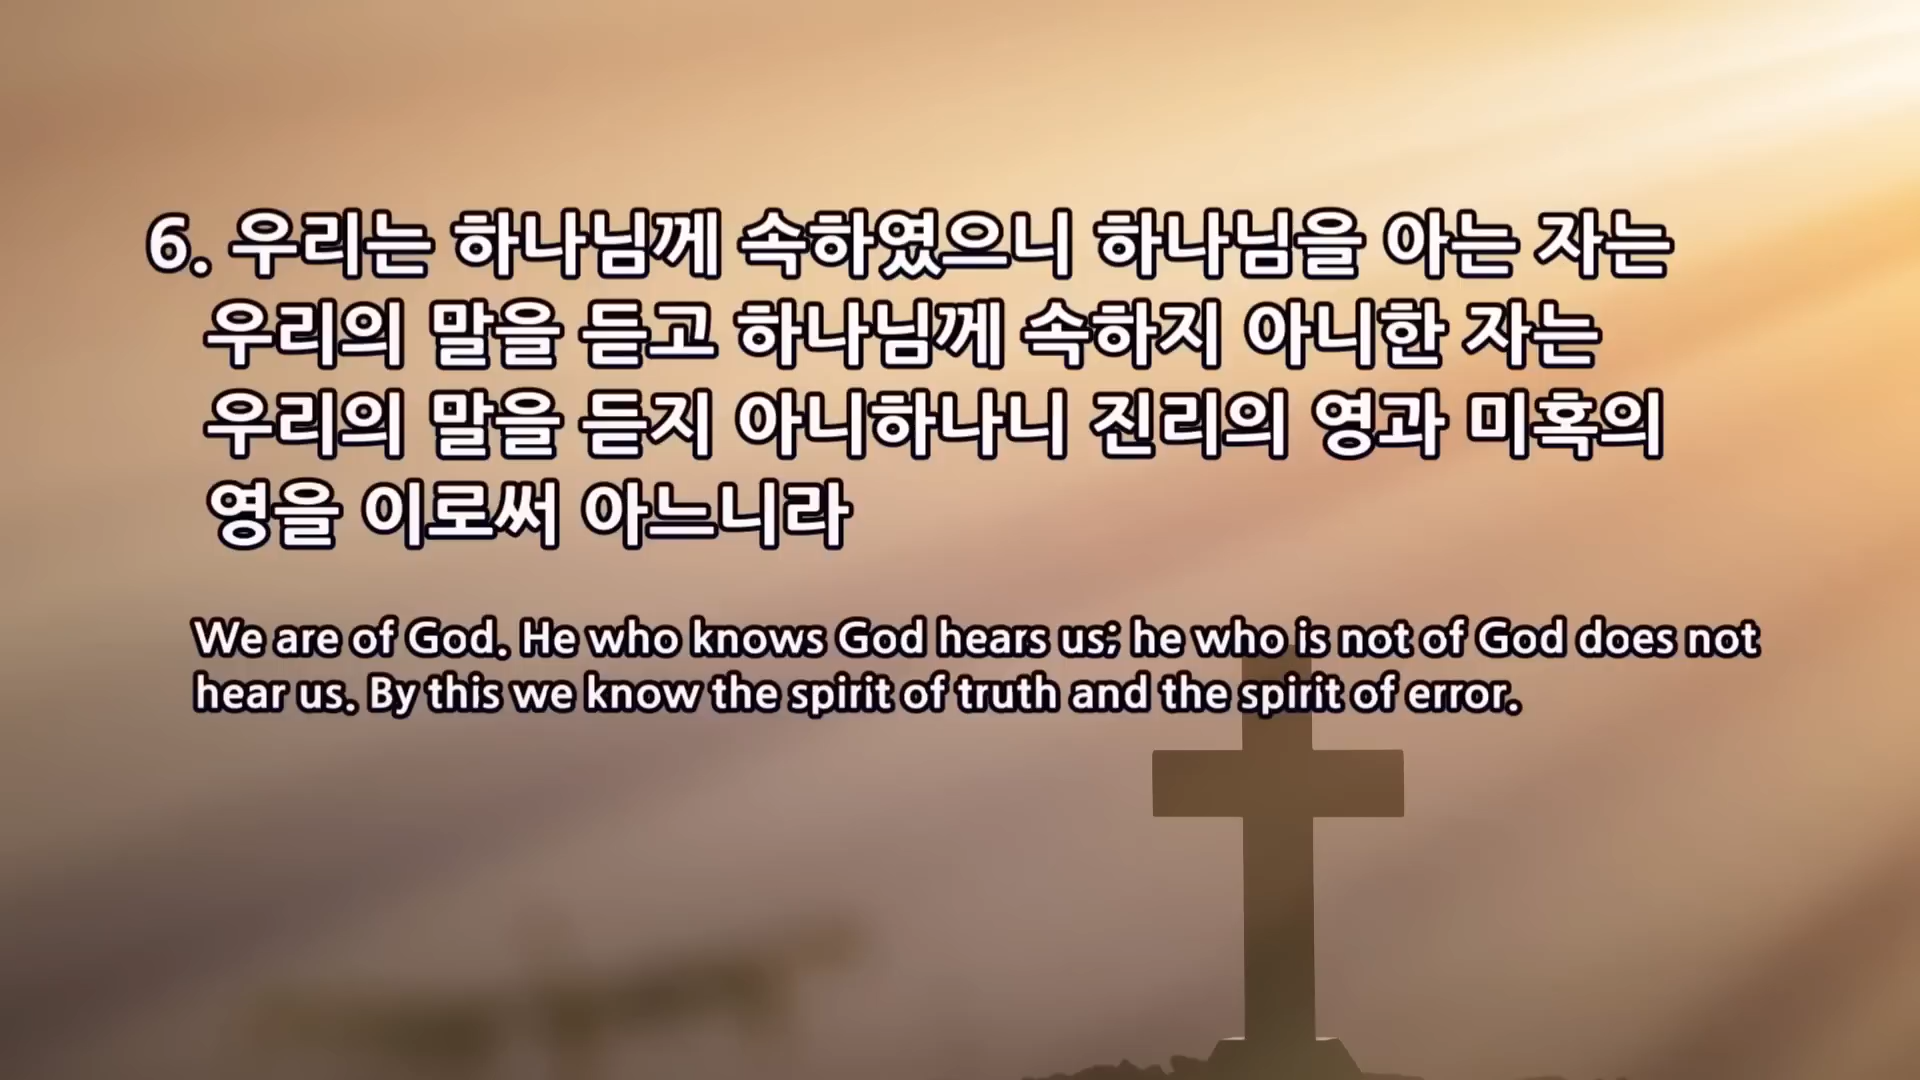 6. 우리는 하나님께 속하였으니 하나님을 아는 자는
우리의 말을 듣고 하나님께 속하지 아니한 자는
우리의 말을 듣지 아니하나니 진리의 영과 미혹의
영을 이로써 아느니라
We are of God. He who knows God hears us; he who is not of God does not
hear us. By this we know the spirit of truth and the spirit of error.